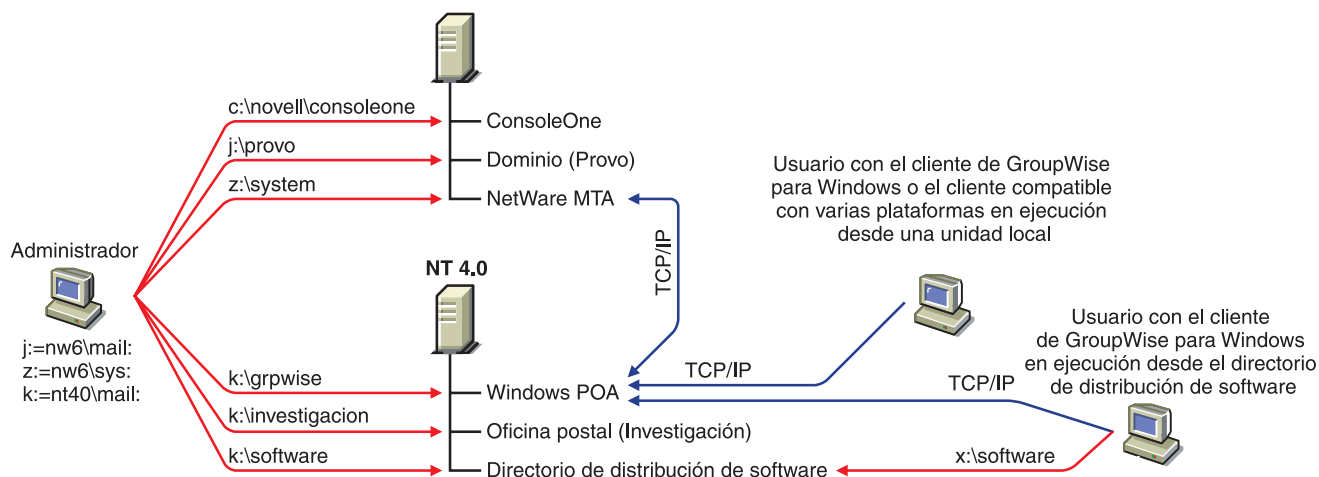 c:\novell\consoleone
j:\provo
z:\system
ConsoleOne
Dominio (Provo)
NetWare MTA
Usuario con el cliente de GroupWise
para Windows o el cliente compatible
con varias plataformas en ejecución
desde una unidad local
Administrador
j:=nw6\mail:
z:=nw6\sys:
k:=nt40\mail:
NT 4.0
TCP/IP
k:\grpwise
k:\investigacion
k:\software
Windows POA
Oficina postal (Investigación)
Directorio de distribución de software
TCP/IP
TCP/IP
Usuario con el cliente
de GroupWise para Windows
en ejecución desde el directorio
de distribución de software
x:\software